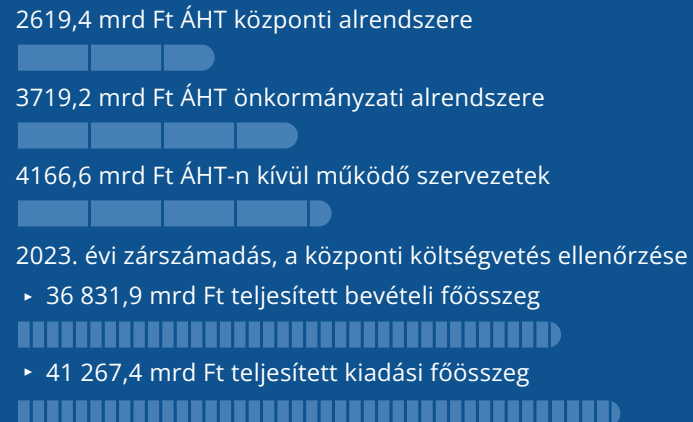 2619,4 mrd Ft ÁHT központi alrendszere
3719,2 mrd Ft ÁHT önkormányzati alrendszere
4166,6 mrd Ft ÁHT-n kívül működő szervezetek
2023. évi zárszámadás, a központi költségvetés ellenőrzése
▸ 36 831,9 mrd Ft teljesített bevételi főösszeg
▸ 41 267,4 mrd Ft teljesített kiadási főösszeg